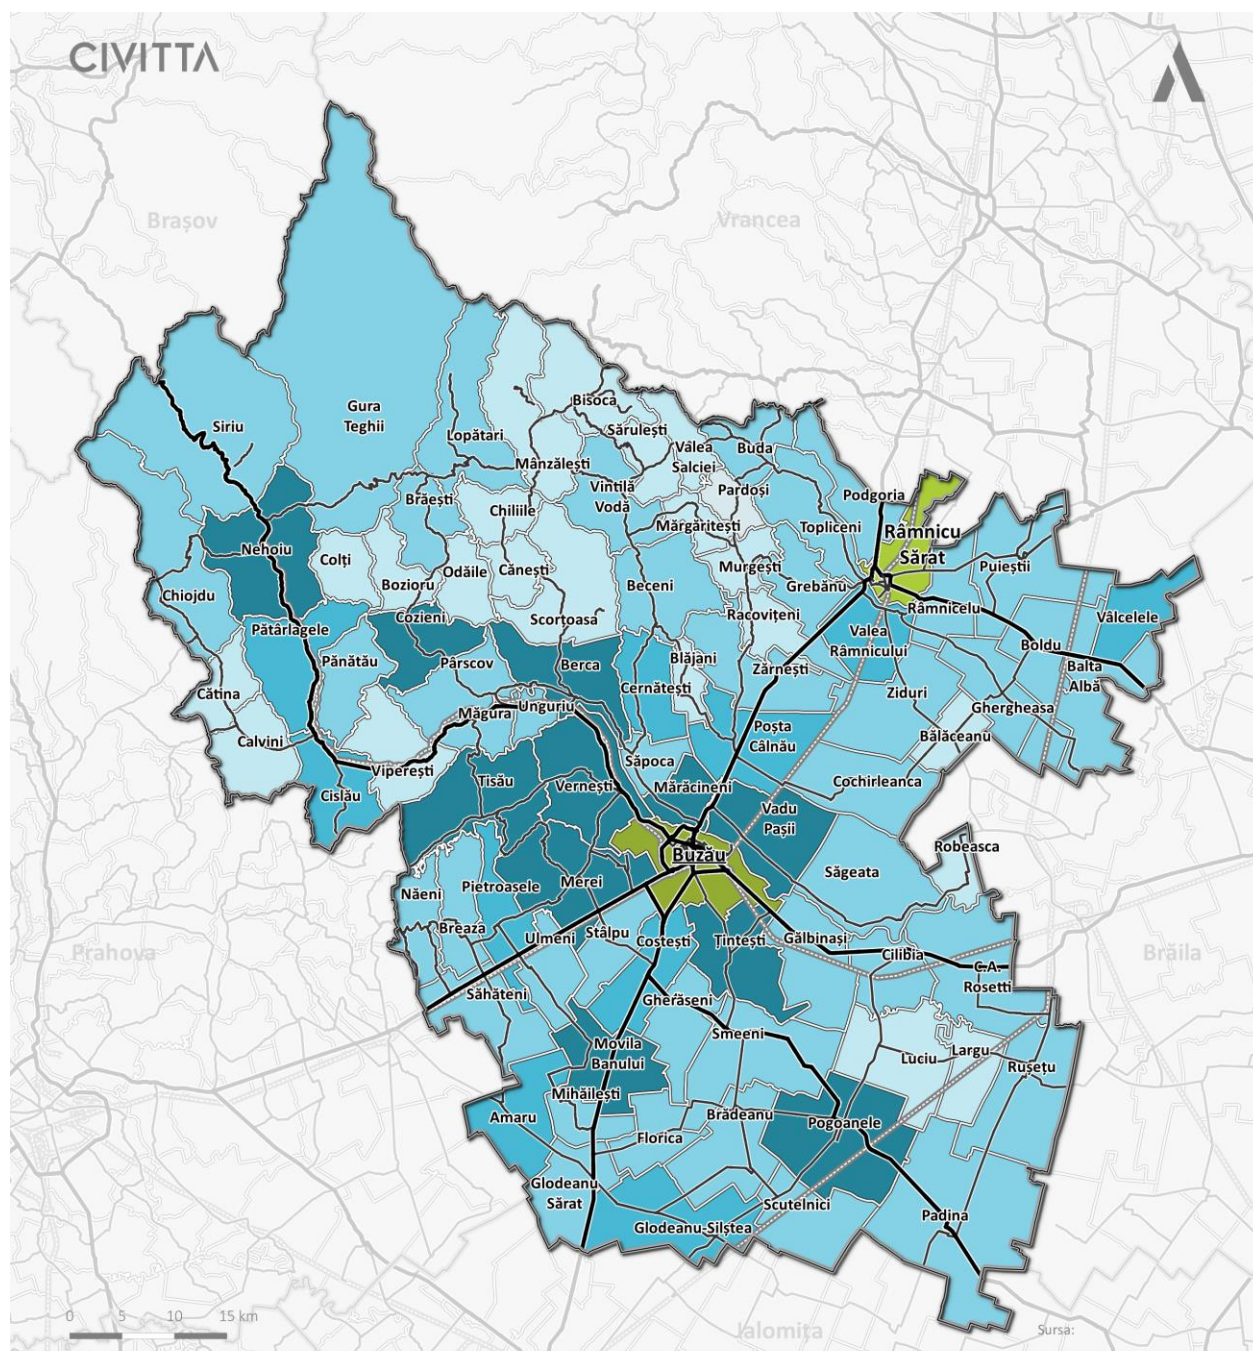 CIVITTA
Brașov
Vrancea
Siriu
Gura
Teghii
Bisoca
Lopătari
Sărulești
Mânzălești
Valea
Salciei
Buda
Brăești
Vintilă
Vodă
Pardoși
Podgoria
Chiliile
Mărgăritești
Topliceni
Râmnicu
Sărat
Nehoiu
Colți
Bozioru
Odăile
Cănești
Beceni
Murgești
Grebănu
Puieștii
Chiojdu
Cozieni
Scorțoasa
Racovițeni
Râmnicelu
Vâlcelele
Pătârlagele
Pănătău
Pârscov
Berca
Blăjani
Zărnești
Valea
Râmnicului
Boldu
Balta
Albă
Cătina
Cernătești
Ziduri
Ghergheasa
Calvini
Măgura
Unguriu
Poșta
Câlnău
Bălăceanu
Viperești
Cislău
Tisău
Vernești
Săpoca
Mărăcineni
Cochirleanca
Vadu
Pașii
Buzău
Robeasca
Săgeata
Năeni
Pietroasele
Merei
Breaza
Ulmeni
Stâlpu
Costești
Țintești
Gălbinași
Cilibia
C.A.
Rosetti
Prahova
Brăila
Săhăteni
Gherăseni
Smeeni
Movila
Banului
Luciu
Largu
Rușețu
Mihăilești
Amaru
Brădeanu
Pogoanele
Florica
Glodeanu
Sărat
Scutelnici
Glodeanu-Siliștea
Padina
0 5 10 15 km
Ialomița
Sursa: